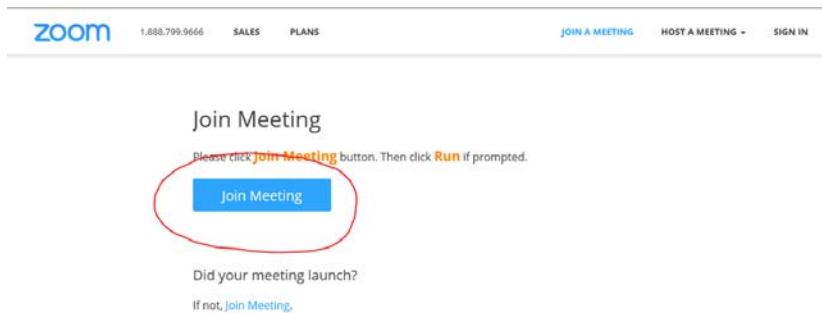 zoom 1.888.799.9666 SALES PLANS JOIN A MEETING HOST A MEETING SIGN IN
Join Meeting
Please click Join Meeting button. Then click Run if prompted.
Join Meeting
Did your meeting launch?
If not, Join Meeting.